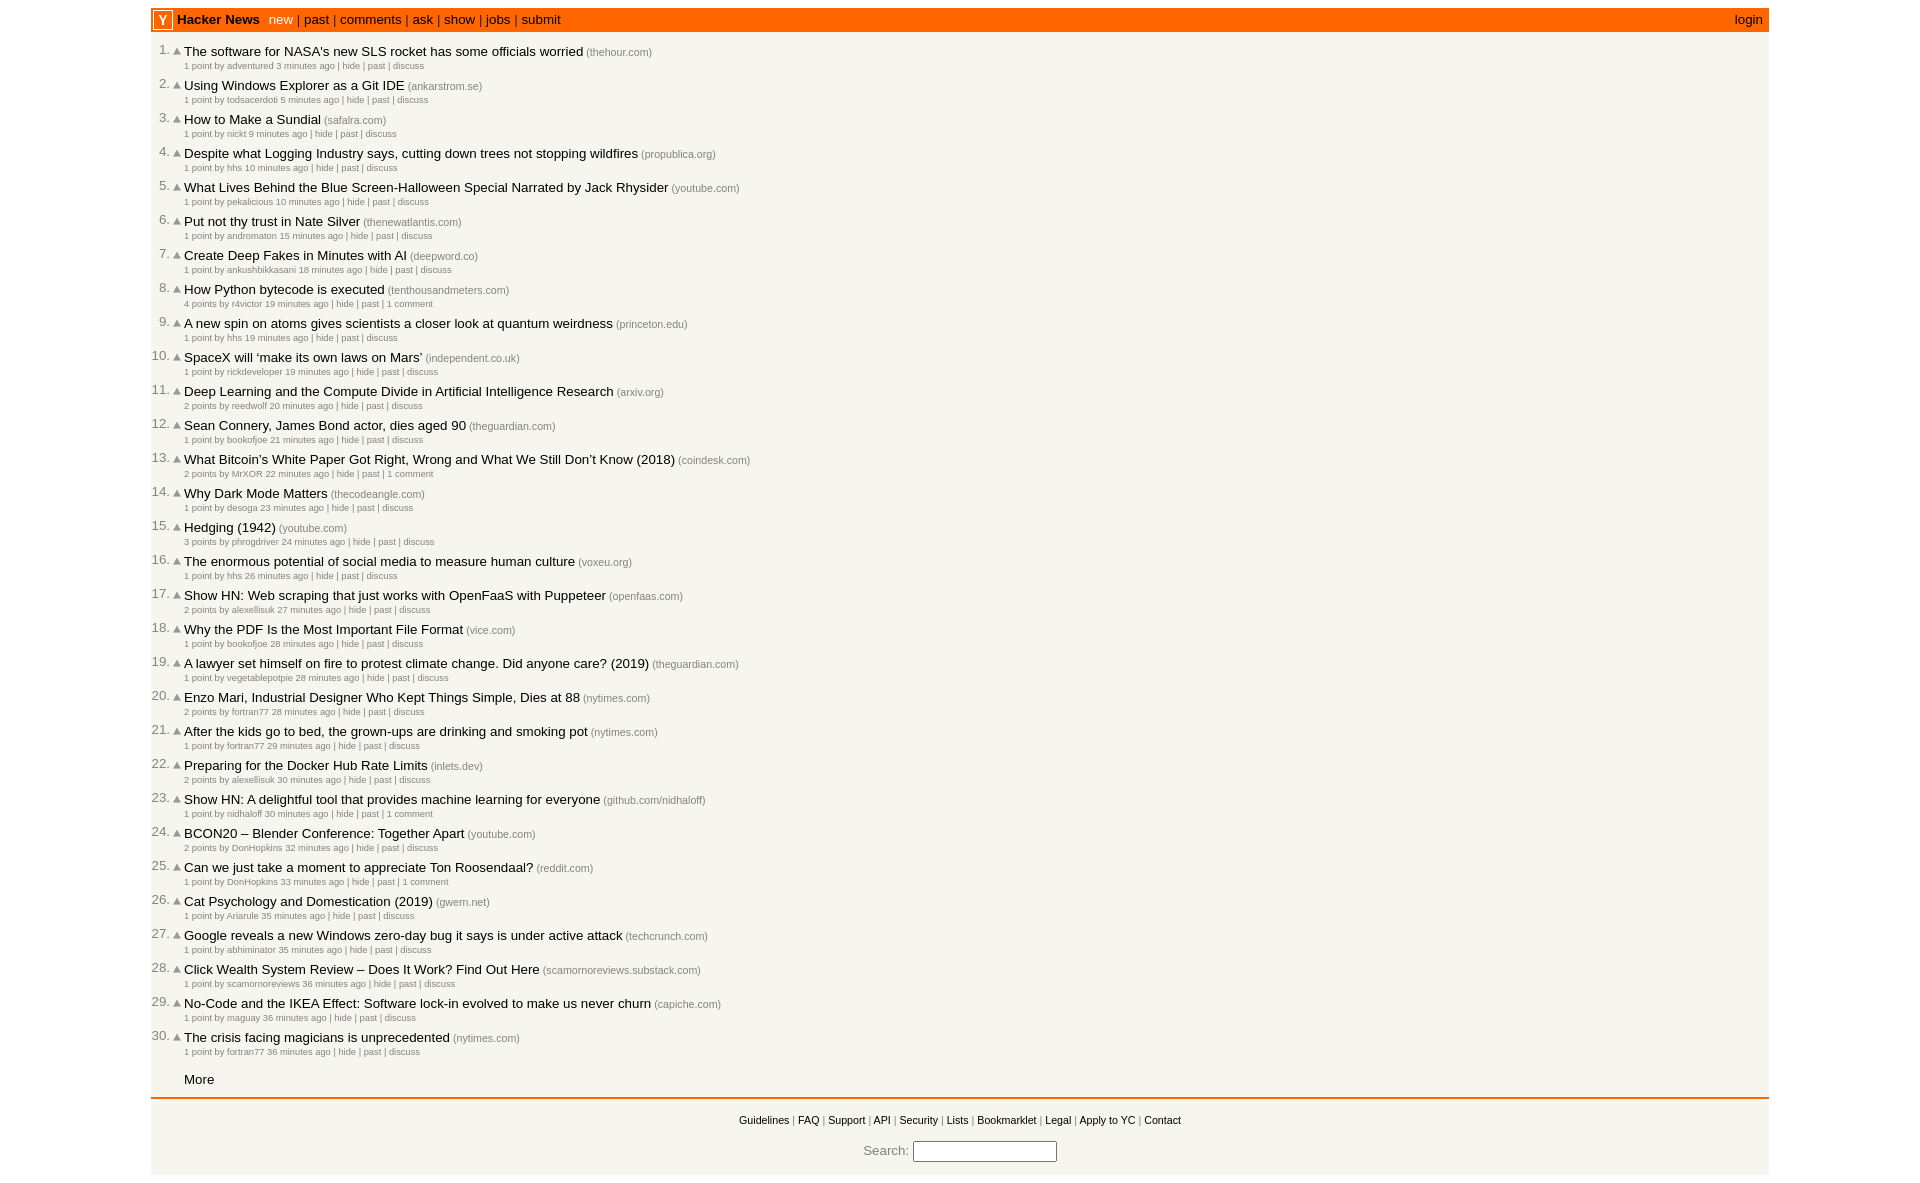 Y Hacker News new | past | comments | ask | show | jobs | submit login
1. The software for NASA's new SLS rocket has some officials worried (thehour.com)
1 point by adventured 3 minutes ago | hide | past | discuss
2. Using Windows Explorer as a Git IDE (ankarstrom.se)
1 point by todsacerdoti 5 minutes ago | hide | past | discuss
3. How to Make a Sundial (safalra.com)
1 point by nickt 9 minutes ago | hide | past | discuss
4. Despite what Logging Industry says, cutting down trees not stopping wildfires (propublica.org)
1 point by hhs 10 minutes ago | hide | past | discuss
5. What Lives Behind the Blue Screen-Halloween Special Narrated by Jack Rhysider (youtube.com)
1 point by pekalicious 10 minutes ago | hide | past | discuss
6. Put not thy trust in Nate Silver (thenewatlantis.com)
1 point by andromaton 15 minutes ago | hide | past | discuss
7. Create Deep Fakes in Minutes with AI (deepword.co)
1 point by ankushbikkasani 18 minutes ago | hide | past | discuss
8. How Python bytecode is executed (tenthousandmeters.com)
4 points by r4victor 19 minutes ago | hide | past | 1 comment
9. A new spin on atoms gives scientists a closer look at quantum weirdness (princeton.edu)
1 point by hhs 19 minutes ago | hide | past | discuss
10. SpaceX will ‘make its own laws on Mars’ (independent.co.uk)
1 point by rickdeveloper 19 minutes ago | hide | past | discuss
11. Deep Learning and the Compute Divide in Artificial Intelligence Research (arxiv.org)
2 points by reedwolf 20 minutes ago | hide | past | discuss
12. Sean Connery, James Bond actor, dies aged 90 (theguardian.com)
1 point by bookofjoe 21 minutes ago | hide | past | discuss
13. What Bitcoin’s White Paper Got Right, Wrong and What We Still Don’t Know (2018) (coindesk.com)
2 points by MrXOR 22 minutes ago | hide | past | 1 comment
14. Why Dark Mode Matters (thecodeangle.com)
1 point by desoga 23 minutes ago | hide | past | discuss
15. Hedging (1942) (youtube.com)
3 points by phrogdriver 24 minutes ago | hide | past | discuss
16. The enormous potential of social media to measure human culture (voxeu.org)
1 point by hhs 26 minutes ago | hide | past | discuss
17. Show HN: Web scraping that just works with OpenFaaS with Puppeteer (openfaas.com)
2 points by alexellisuk 27 minutes ago | hide | past | discuss
18. Why the PDF Is the Most Important File Format (vice.com)
1 point by bookofjoe 28 minutes ago | hide | past | discuss
19. A lawyer set himself on fire to protest climate change. Did anyone care? (2019) (theguardian.com)
1 point by vegetablepotpie 28 minutes ago | hide | past | discuss
20. Enzo Mari, Industrial Designer Who Kept Things Simple, Dies at 88 (nytimes.com)
2 points by fortran77 28 minutes ago | hide | past | discuss
21. After the kids go to bed, the grown-ups are drinking and smoking pot (nytimes.com)
1 point by fortran77 29 minutes ago | hide | past | discuss
22. Preparing for the Docker Hub Rate Limits (inlets.dev)
2 points by alexellisuk 30 minutes ago | hide | past | discuss
23. Show HN: A delightful tool that provides machine learning for everyone (github.com/nidhaloff)
1 point by nidhaloff 30 minutes ago | hide | past | 1 comment
24. BCON20 – Blender Conference: Together Apart (youtube.com)
2 points by DonHopkins 32 minutes ago | hide | past | discuss
25. Can we just take a moment to appreciate Ton Roosendaal? (reddit.com)
1 point by DonHopkins 33 minutes ago | hide | past | 1 comment
26. Cat Psychology and Domestication (2019) (gwern.net)
1 point by Ariarule 35 minutes ago | hide | past | discuss
27. Google reveals a new Windows zero-day bug it says is under active attack (techcrunch.com)
1 point by abhiminator 35 minutes ago | hide | past | discuss
28. Click Wealth System Review – Does It Work? Find Out Here (scamornoreviews.substack.com)
1 point by scamornoreviews 36 minutes ago | hide | past | discuss
29. No-Code and the IKEA Effect: Software lock-in evolved to make us never churn (capiche.com)
1 point by maguay 36 minutes ago | hide | past | discuss
30. The crisis facing magicians is unprecedented (nytimes.com)
1 point by fortran77 36 minutes ago | hide | past | discuss
More
Guidelines | FAQ | Support | API | Security | Lists | Bookmarklet | Legal | Apply to YC | Contact
Search: